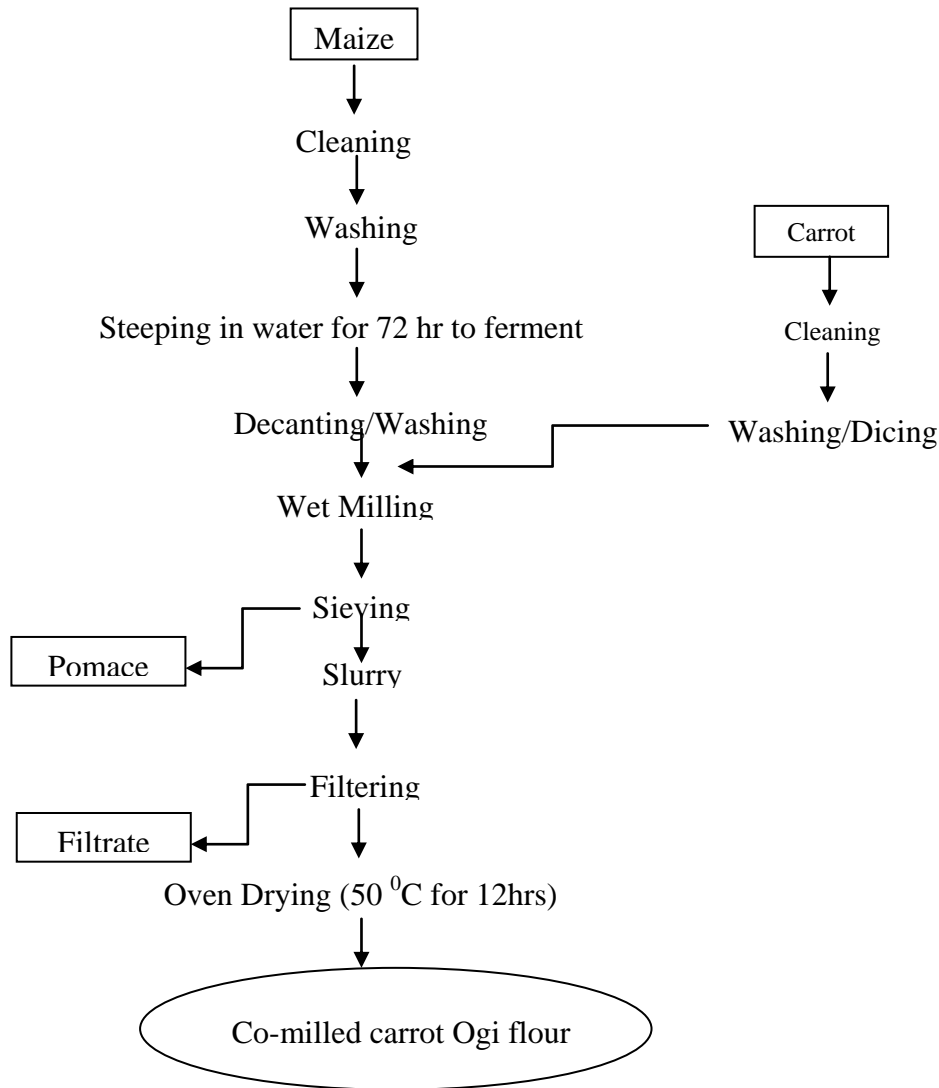 Maize
Cleaning
Washing
Carrot
Steeping in water for 72 hr to ferment
Cleaning
Decanting/Washing
Washing/Dicing
Wet Milling
Sieving
Pomace
Slurry
Filtering
Filtrate
Oven Drying (50 ⁰C for 12hrs)
Co-milled carrot Ogi flour